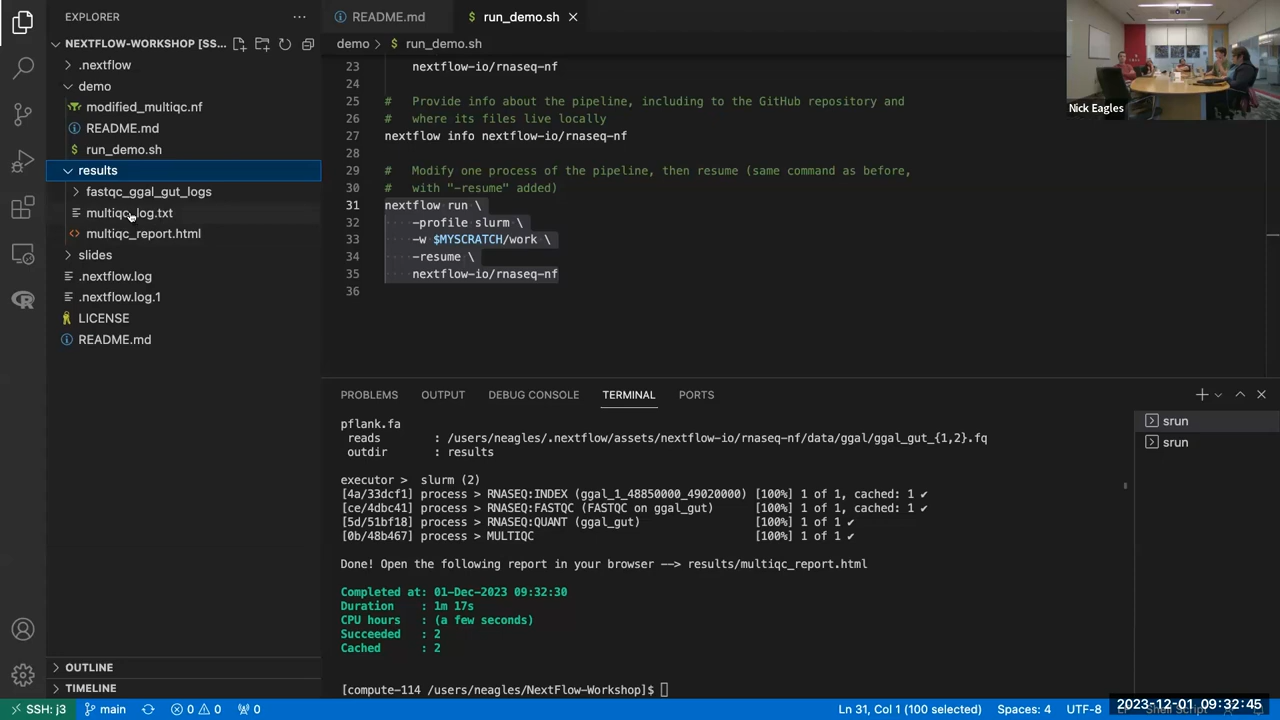 EXPLORER
NEXTFLOW-WORKSHOP [SS...
.nextflow
demo
modified_multiqc.nf
README.md
run_demo.sh
results
fastqc_ggal_gut_logs
multiqc_log.txt
multiqc_report.html
slides
.nextflow.log
.nextflow.log.1
LICENSE
README.md
OUTLINE
TIMELINE
README.md
run_demo.sh
demo > run_demo.sh
23 nextflow-io/rnaseq-nf
24
25 # Provide info about the pipeline, including to the GitHub repository and
26 # where its files live locally
27 nextflow info nextflow-io/rnaseq-nf
28
29 # Modify one process of the pipeline, then resume (same command as before,
30 # with "-resume" added)
31 nextflow run \
32 -profile slurm \
33 -w $MYSCRATCH/work \
34 -resume \
35 nextflow-io/rnaseq-nf
36
Nick Eagles
PROBLEMS OUTPUT DEBUG CONSOLE TERMINAL PORTS
pflank.fa
reads : /users/neagles/.nextflow/assets/nextflow-io/rnaseq-nf/data/ggal/ggal_gut_{1,2}.fq
outdir : results
executor > slurm (2)
[4a/33dcf1] process > RNASEQ:INDEX (ggal_1_48850000_49020000) [100%] 1 of 1, cached: 1 ✔
[ce/4dbc41] process > RNASEQ:FASTQC (FASTQC on ggal_gut) [100%] 1 of 1, cached: 1 ✔
[5d/51bf18] process > RNASEQ:QUANT (ggal_gut) [100%] 1 of 1 ✔
[0b/48b467] process > MULTIQC [100%] 1 of 1 ✔
Done! Open the following report in your browser --> results/multiqc_report.html
Completed at: 01-Dec-2023 09:32:30
Duration : 1m 17s
CPU hours : (a few seconds)
Succeeded : 2
Cached : 2
[compute-114 /users/neagles/NextFlow-Workshop]$
srun
srun
SSH: j3 main 0 0 0 Ln 31, Col 1 (100 selected) Spaces: 4 UTF-8
2023-12-01 09:32:45